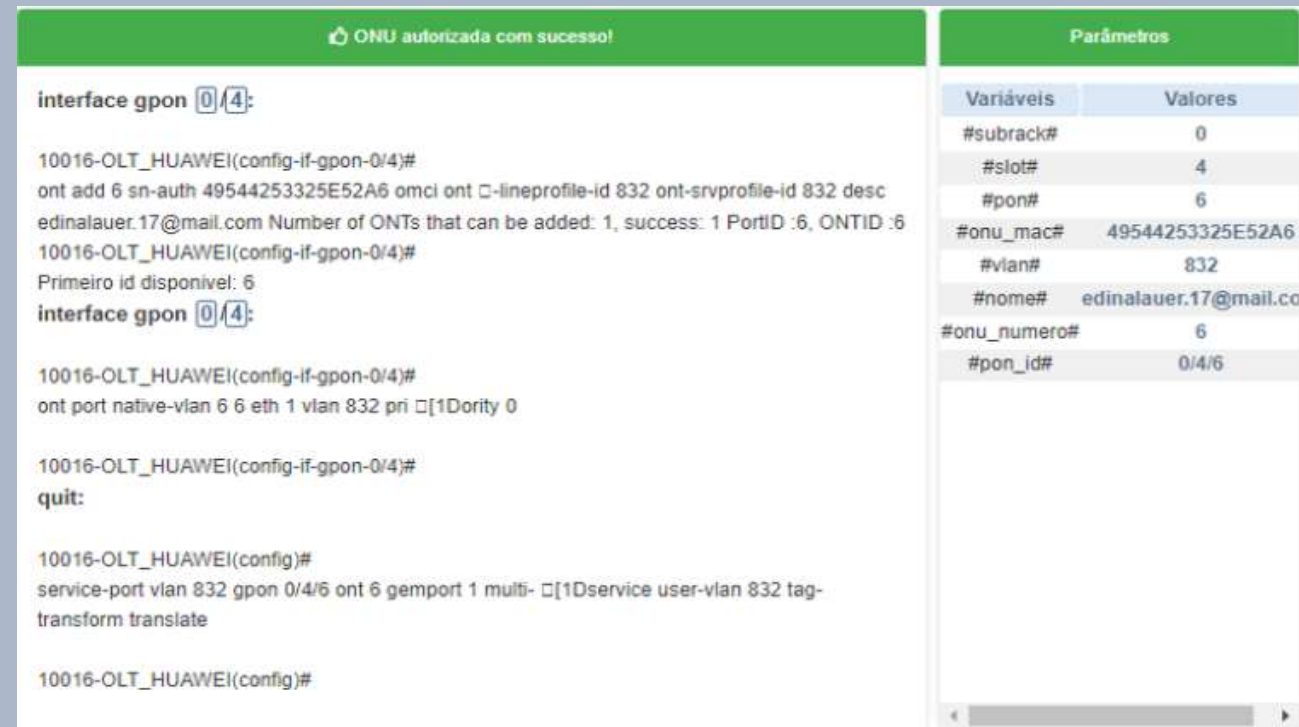 ONU autorizada com sucesso!
interface gpon 0/4:
10016-OLT_HUAWEI(config-if-gpon-0/4)#
ont add 6 sn-auth 49544253325E52A6 omci ont □-lineprofile-id 832 ont-srvprofile-id 832 desc
edinalauer.17@mail.com Number of ONTs that can be added: 1, success: 1 PortID :6, ONTID :6
10016-OLT_HUAWEI(config-if-gpon-0/4)#
Primeiro id disponivel: 6
interface gpon 0/4:
10016-OLT_HUAWEI(config-if-gpon-0/4)#
ont port native-vlan 6 6 eth 1 vlan 832 pri □[1Dority 0
10016-OLT_HUAWEI(config-if-gpon-0/4)#
quit:
10016-OLT_HUAWEI(config)#
service-port vlan 832 gpon 0/4/6 ont 6 gemport 1 multi- □[1Dservice user-vlan 832 tag-
transform translate
10016-OLT_HUAWEI(config)#
Parâmetros
Variáveis Valores
#subrack# 0
#slot# 4
#pon# 6
#onu_mac# 49544253325E52A6
#vlan# 832
#nome# edinalauer.17@mail.co
#onu_numero# 6
#pon_id# 0/4/6